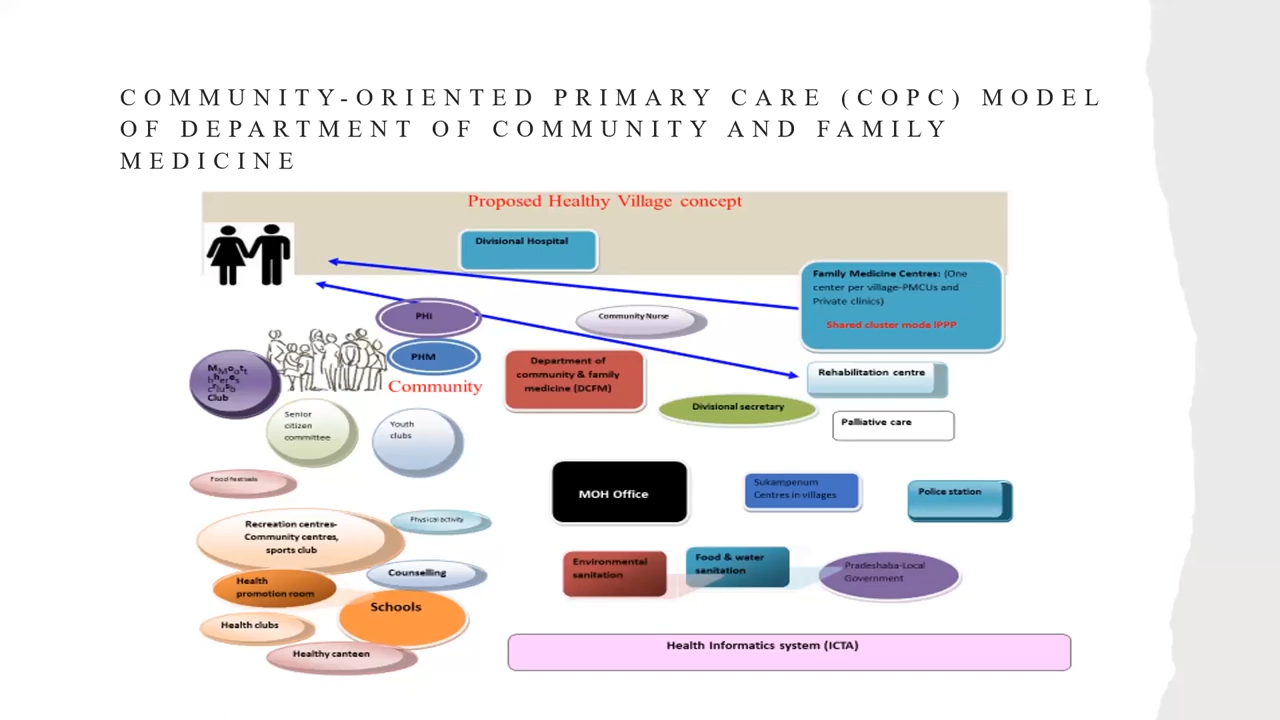 COMMUNITY-ORIENTED PRIMARY CARE (COPC) MODEL
OF DEPARTMENT OF COMMUNITY AND FAMILY
MEDICINE
Proposed Healthy Village concept
Divisional Hospital
Family Medicine Centres: (One
center per village-PMCUs and
Private clinics)
Shared cluster mode lPPP
PHI
Community Nurse
PHM
Community
Department of
community & family
medicine (DCFM)
Rehabilitation centre
Divisional secretary
Palliative care
Club
Senior
citizen
committee
Youth
clubs
Food festivals
MOH Office
Sukampenum
Centres in villages
Police station
Recreation centres-
Community centres,
sports club
Physical activity
Environmental
sanitation
Food & water
sanitation
Pradeshaba-Local
Government
Counselling
Health
promotion room
Schools
Health clubs
Healthy canteen
Health Informatics system (ICTA)